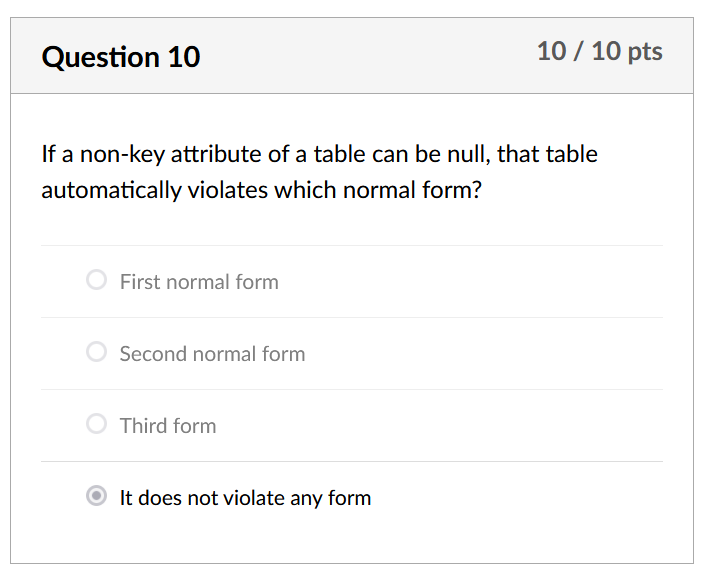 Question 10
10 / 10 pts
If a non-key attribute of a table can be null, that table
automatically violates which normal form?
First normal form
Second normal form
Third form
It does not violate any form